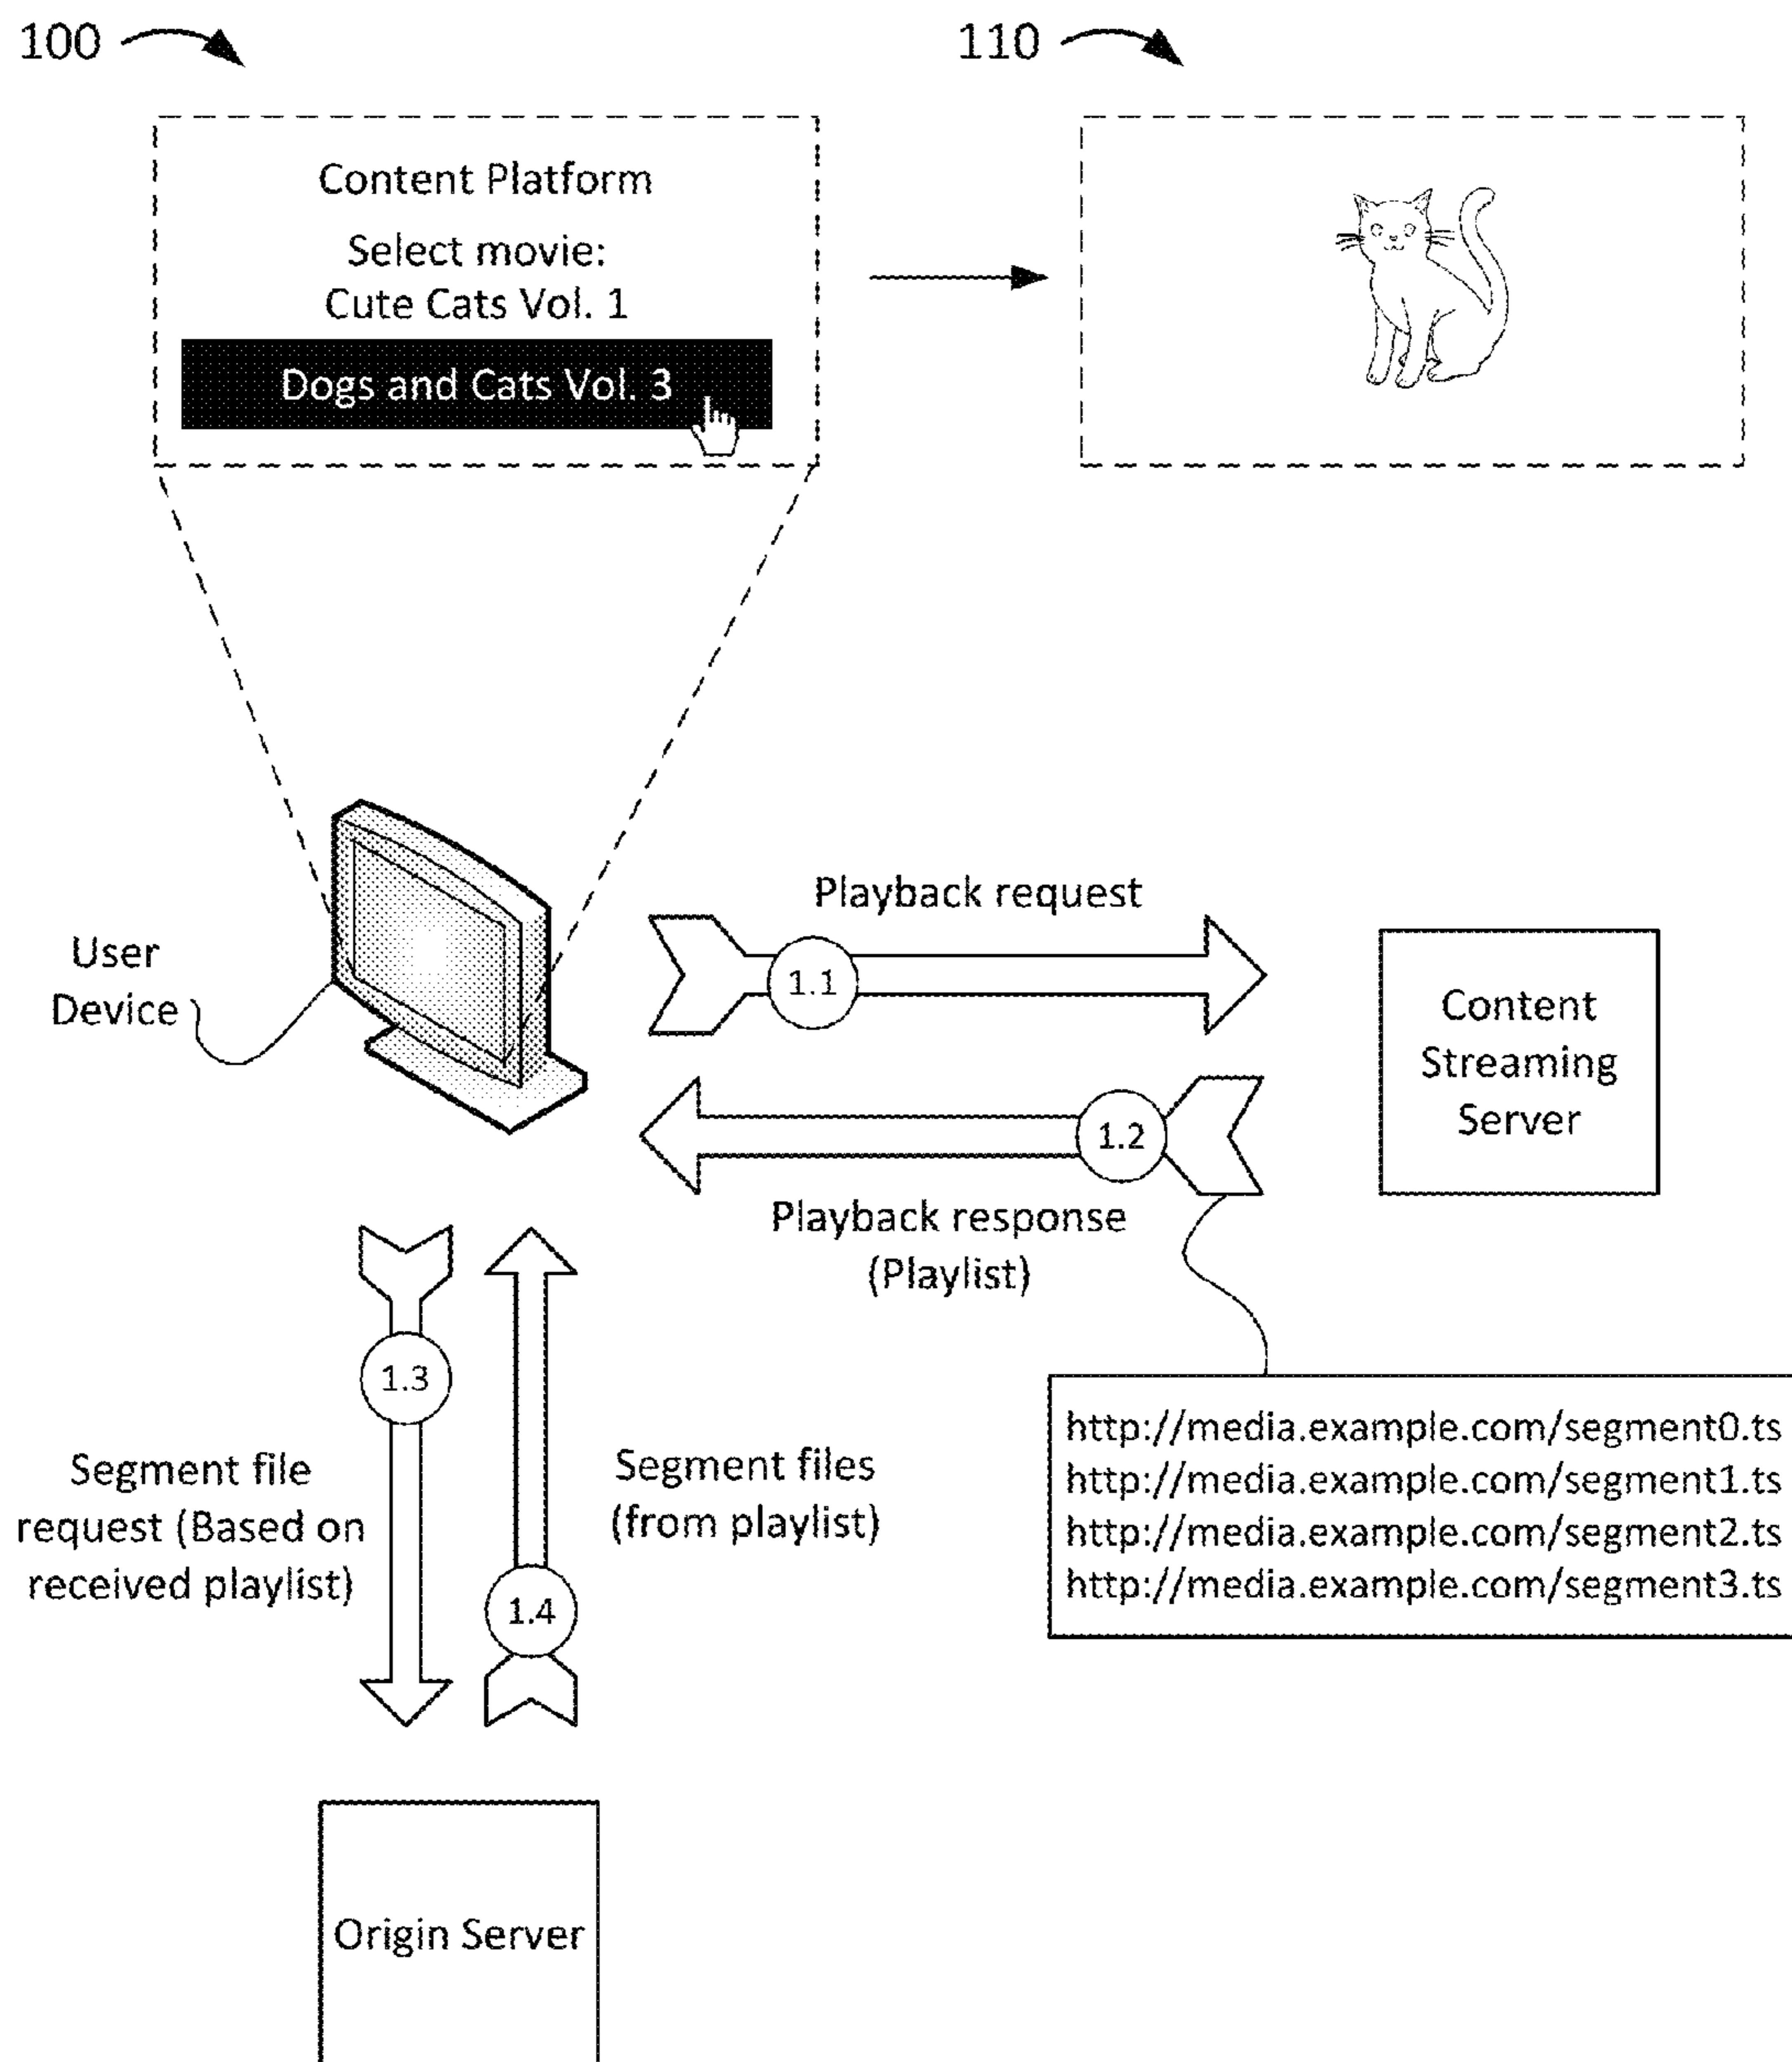 100
110
Content Platform
Select movie:
Cute Cats Vol. 1
Dogs and Cats Vol. 3
User
Device
Playback request
1.1
Content
Streaming
Server
1.2
Playback response
(Playlist)
1.3
Segment file
request (Based on
received playlist)
Segment files
(from playlist)
1.4
http://media.example.com/segment0.ts
http://media.example.com/segment1.ts
http://media.example.com/segment2.ts
http://media.example.com/segment3.ts
Origin Server